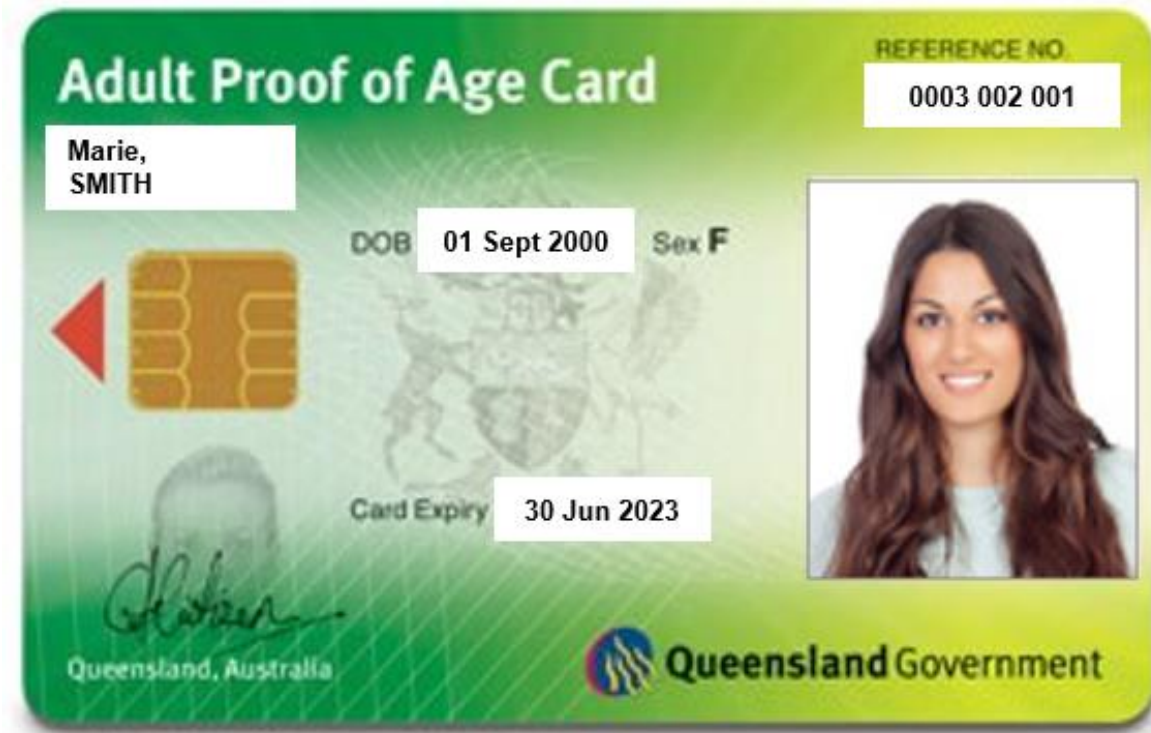 Adult Proof of Age Card
REFERENCE NO.
0003 002 001
Marie,
SMITH
DOB 01 Sept 2000 Sex F
Card Expiry 30 Jun 2023
Queensland, Australia
Queensland Government